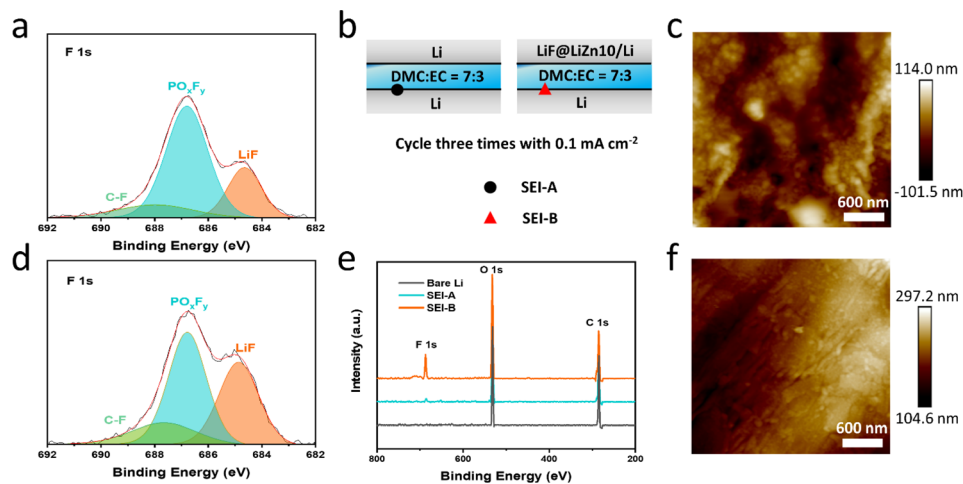 a
F 1s
POxFy
LiF
C-F
692 690 688 686 684 682
Binding Energy (eV)
b
Li
DMC:EC = 7:3
Li
LiF@LiZn10/Li
DMC:EC = 7:3
Li
Cycle three times with 0.1 mA cm-2
SEI-A
SEI-B
c
114.0 nm
-101.5 nm
600 nm
d
F 1s
POxFy
LiF
C-F
692 690 688 686 684 682
Binding Energy (eV)
e
Intensity (a.u.)
Bare Li
SEI-A
SEI-B
O 1s
F 1s
C 1s
800 600 400 200
Binding Energy (eV)
f
297.2 nm
104.6 nm
600 nm